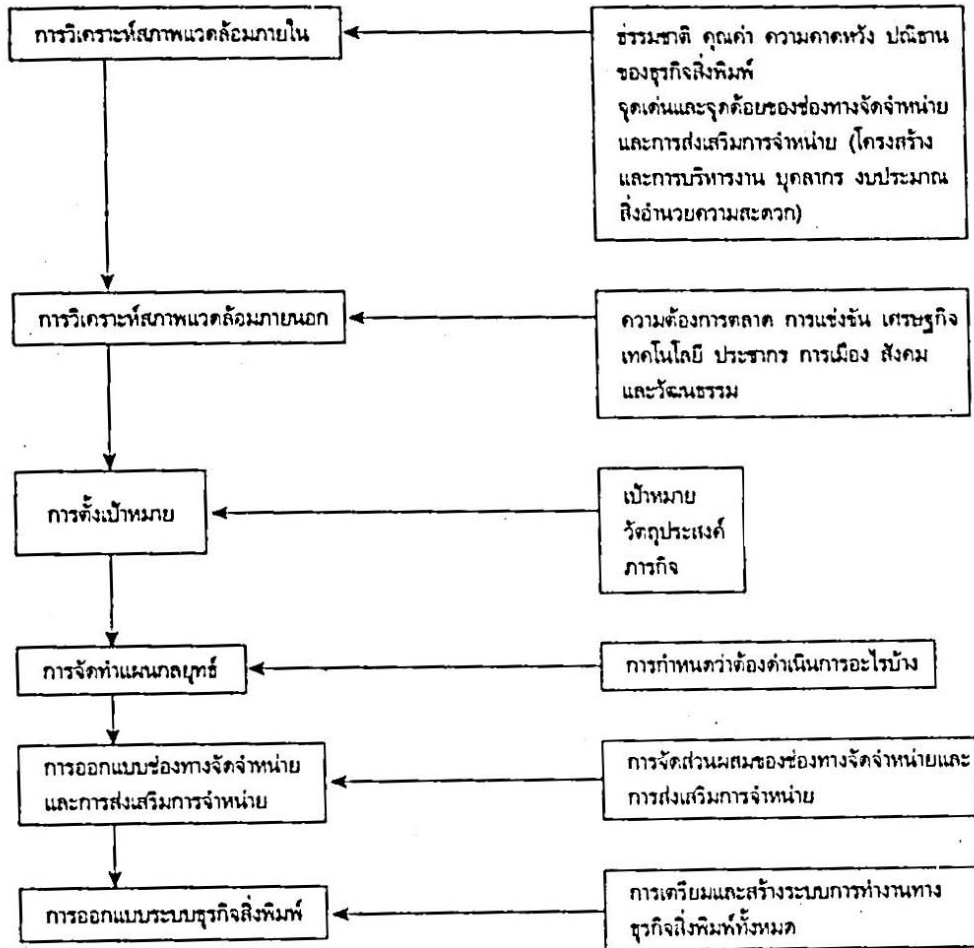 การวิเคราะห์สภาพแวดล้อมภายใน
ธรรมชาติ คุณค่า ความคาดหวัง ปณิธาน
ของธุรกิจสิ่งพิมพ์
จุดเด่นและจุดด้อยของช่องทางจัดจำหน่าย
และการส่งเสริมการจำหน่าย (โครงสร้าง
และการบริหารงาน บุคลากร งบประมาณ
สิ่งอำนวยความสะดวก)
การวิเคราะห์สภาพแวดล้อมภายนอก
ความต้องการตลาด การแข่งขัน เศรษฐกิจ
เทคโนโลยี ประชากร การเมือง สังคม
และวัฒนธรรม
การตั้งเป้าหมาย
เป้าหมาย
วัตถุประสงค์
ภารกิจ
การจัดทำแผนกลยุทธ์
การกำหนดว่าต้องดำเนินการอะไรบ้าง
การออกแบบช่องทางจัดจำหน่าย
และการส่งเสริมการจำหน่าย
การจัดส่วนผสมของช่องทางจัดจำหน่ายและ
การส่งเสริมการจำหน่าย
การออกแบบระบบธุรกิจสิ่งพิมพ์
การเตรียมและสร้างระบบการทำงานทาง
ธุรกิจสิ่งพิมพ์ทั้งหมด